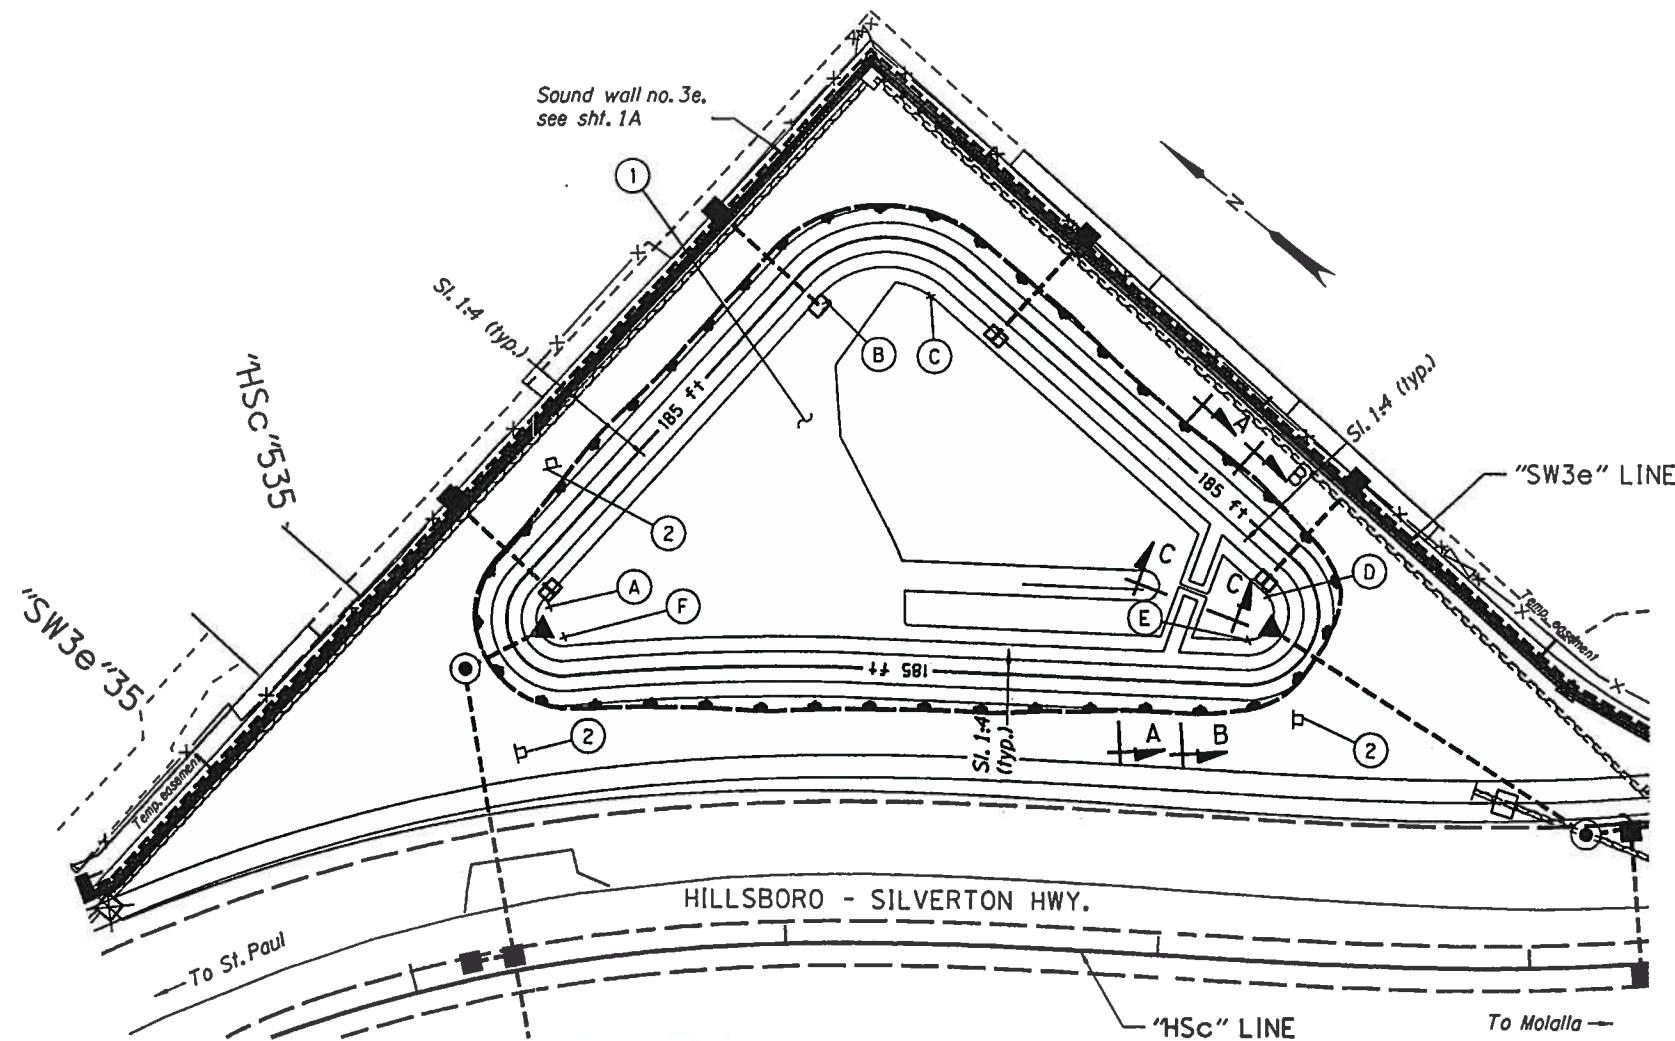 Sound wall no. 3e,
see sht. 1A
1
N
Sl. 1:4 (typ.)
B
C
"HSc"535
185 ft
A
Sl. 1:4 (typ.)
B
"SW3e" LINE
185 ft
2
C
C
D
A
F
E
Temp. easement
"SW3e"35
185 ft
2
Sl. 1:4
(typ.)
A
B
2
Temp. easement
HILLSBORO - SILVERTON HWY.
To St. Paul
"HSc" LINE
To Molalla